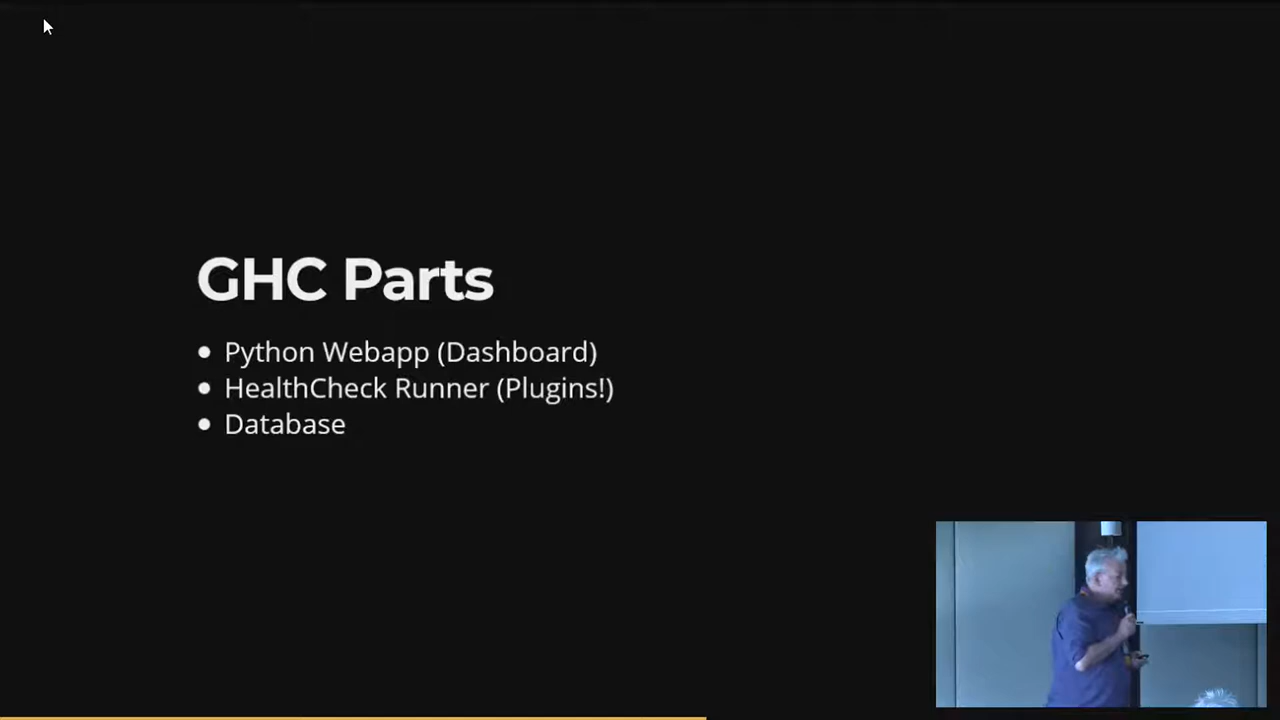 GHC Parts
Python Webapp (Dashboard)
HealthCheck Runner (Plugins!)
Database